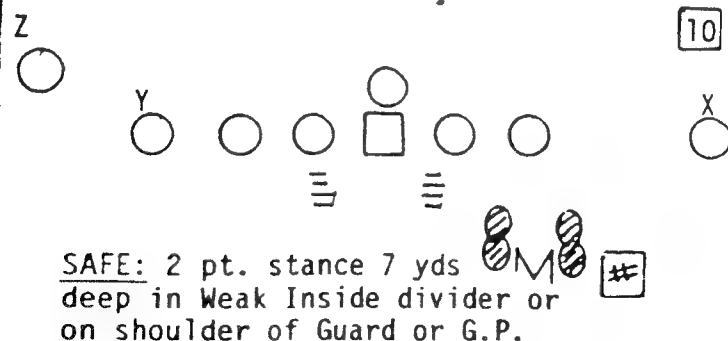 Z
10
Y
X
M
#
SAFE: 2 pt. stance 7 yds
deep in Weak Inside divider or
on shoulder of Guard or G.P.